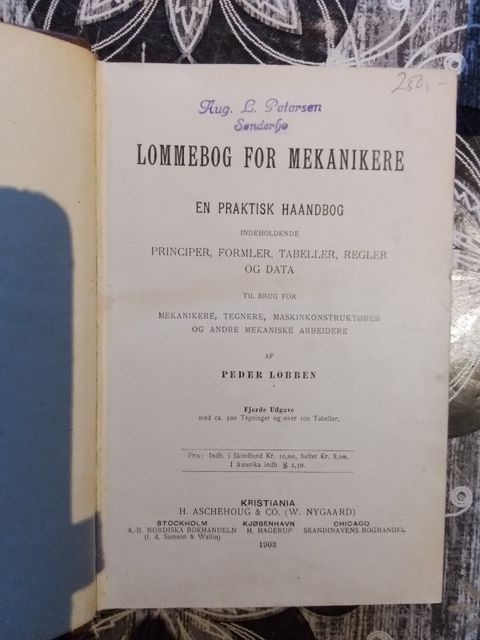 250,-
Aug. L. Petersen
Sønderho
LOMMEBOG FOR MEKANIKERE
EN PRAKTISK HAANDBOG
INDEHOLDENDE
PRINCIPER, FORMLER, TABELLER, REGLER
OG DATA
TIL BRUG FOR
MEKANIKERE, TEGNERE, MASKINKONSTRUKTØRER
OG ANDRE MEKANISKE ARBEIDERE
AF
PEDER LOBBEN
Fjerde Udgave
med ca. 300 Tegninger og over 100 Tabeller.
Pris: Indb. i Skindbind Kr. 10,00, heftet Kr. 8,00.
I Amerika indb. $ 2,50.
KRISTIANIA
H. ASCHEHOUG & CO. (W. NYGAARD)
STOCKHOLM KJØBENHAVN CHICAGO
A.-B. NORDISKA BOKHANDELN H. HAGERUP SKANDINAVENS BOGHANDEL
(f. d. Samson & Wallin)
1903